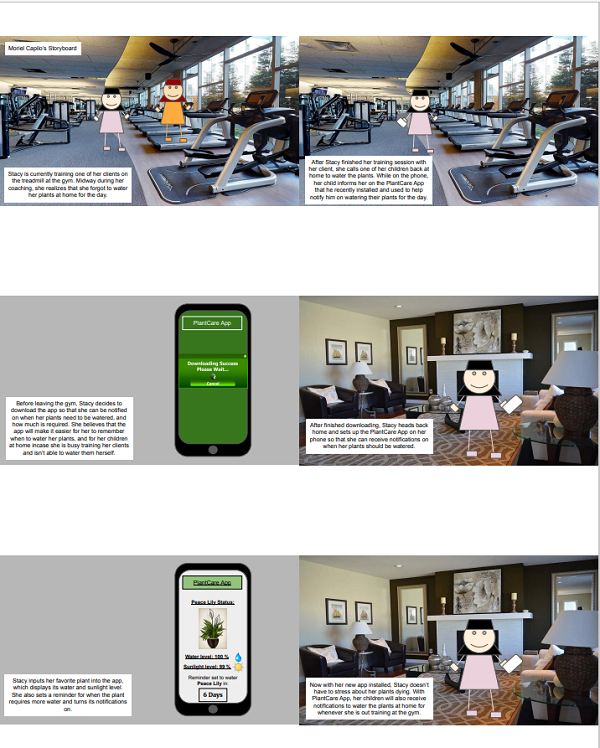 Moriel Caplio's Storyboard
Stacy is currently training one of her clients on
the treadmill at the gym. Midway during her
coaching, she realizes that she forgot to water
her plants at home for the day.
After Stacy finished her training session with
her client, she calls one of her children back at
home to water the plants. While on the phone,
her child informs her on the PlantCare App
that he recently installed and used to help
notify him on watering their plants for the day.
PlantCare App
Downloading Success
Please Wait...
Cancel
Before leaving the gym, Stacy decides to
download the app so that she can be notified
on when her plants need to be watered, and
how much is required. She believes that the
app will make it easier for her to remember
when to water her plants, and for her children
at home incase she is busy training her clients
and isn't able to water them herself.
After finished downloading, Stacy heads back
home and sets up the PlantCare App on her
phone so that she can receive notifications on
when her plants should be watered.
PlantCare App
Peace Lily Status:
Water level: 100 %
Sunlight level: 99 %
Reminder set to water
Peace Lily in:
6 Days
Stacy inputs her favorite plant into the app,
which displays its water and sunlight level.
She also sets a reminder for when the plant
requires more water and turns its notifications
on.
Now with her new app installed, Stacy doesn't
have to stress about her plants dying. With
PlantCare App, her children will also receive
notifications to water the plants at home for
whenever she is out training at the gym.